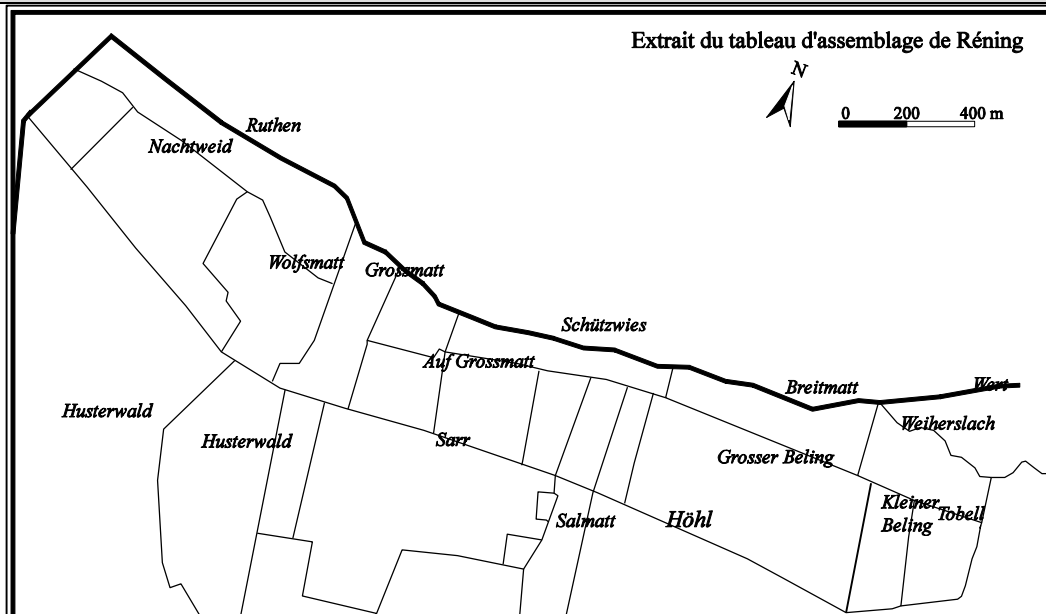 Extrait du tableau d'assemblage de Réning
N
0 200 400 m
Ruthen
Nachtweid
Wolfsmatt
Grossmatt
Schützwies
Auf Grossmatt
Breitmatt
Wert
Husterwald
Husterwald
Sarr
Weiherslach
Grosser Beling
Kleiner
Beling
Tobell
Salmatt
Höhl